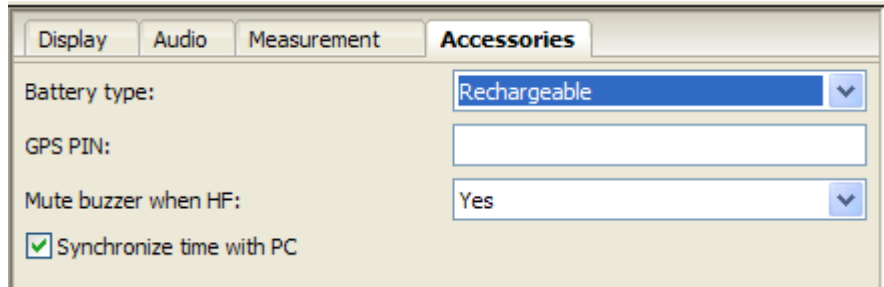 Display Audio Measurement Accessories
Battery type: Rechargeable
GPS PIN:
Mute buzzer when HF: Yes
Synchronize time with PC